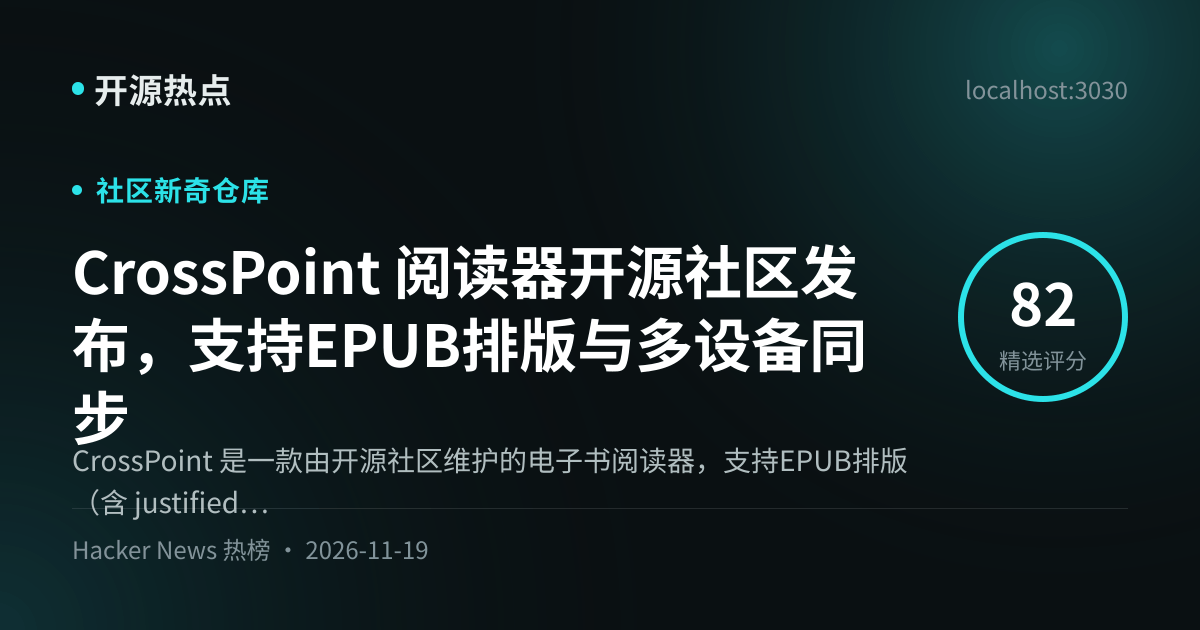 开源热点
localhost:3030
社区新奇仓库
CrossPoint 阅读器开源社区发
布，支持EPUB排版与多设备同
步
82
精选评分
CrossPoint 是一款由开源社区维护的电子书阅读器，支持EPUB排版
（含 justified…
Hacker News 热榜 • 2026-11-19